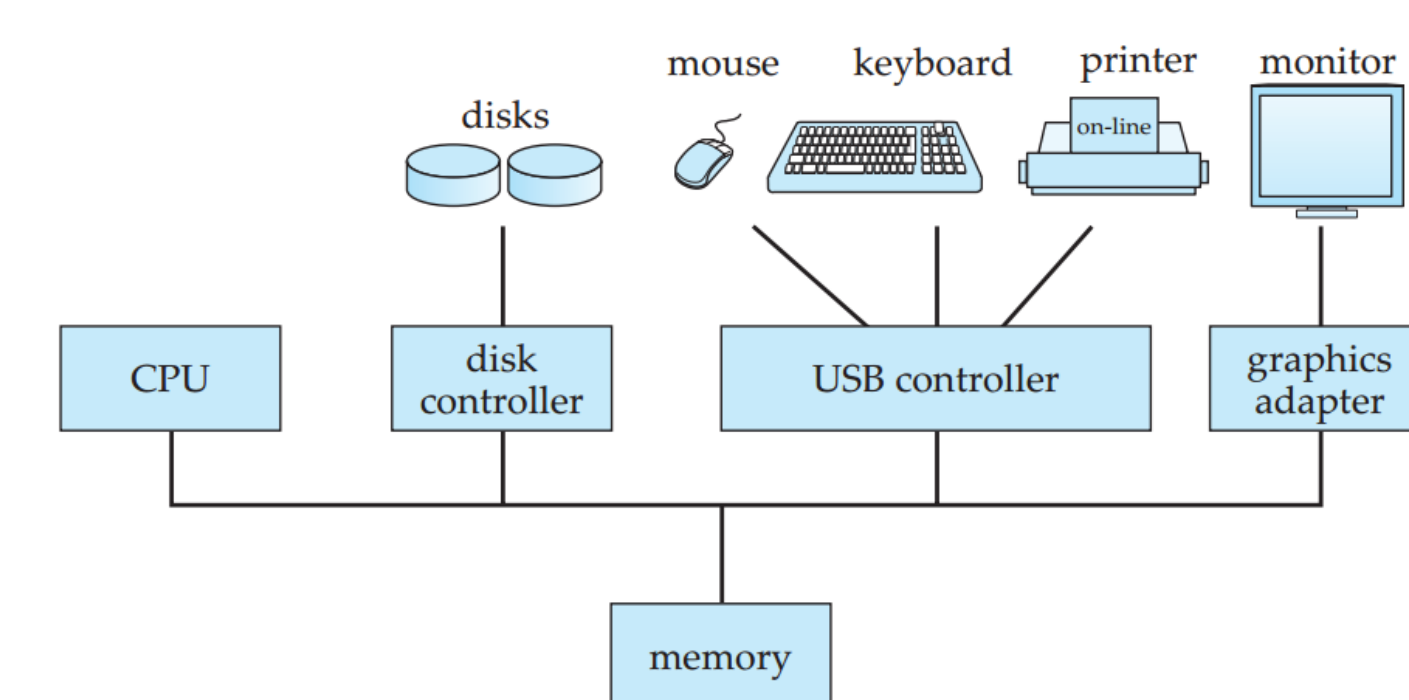 mouse
keyboard
printer
monitor
disks
on-line
CPU
disk
controller
USB controller
graphics
adapter
memory